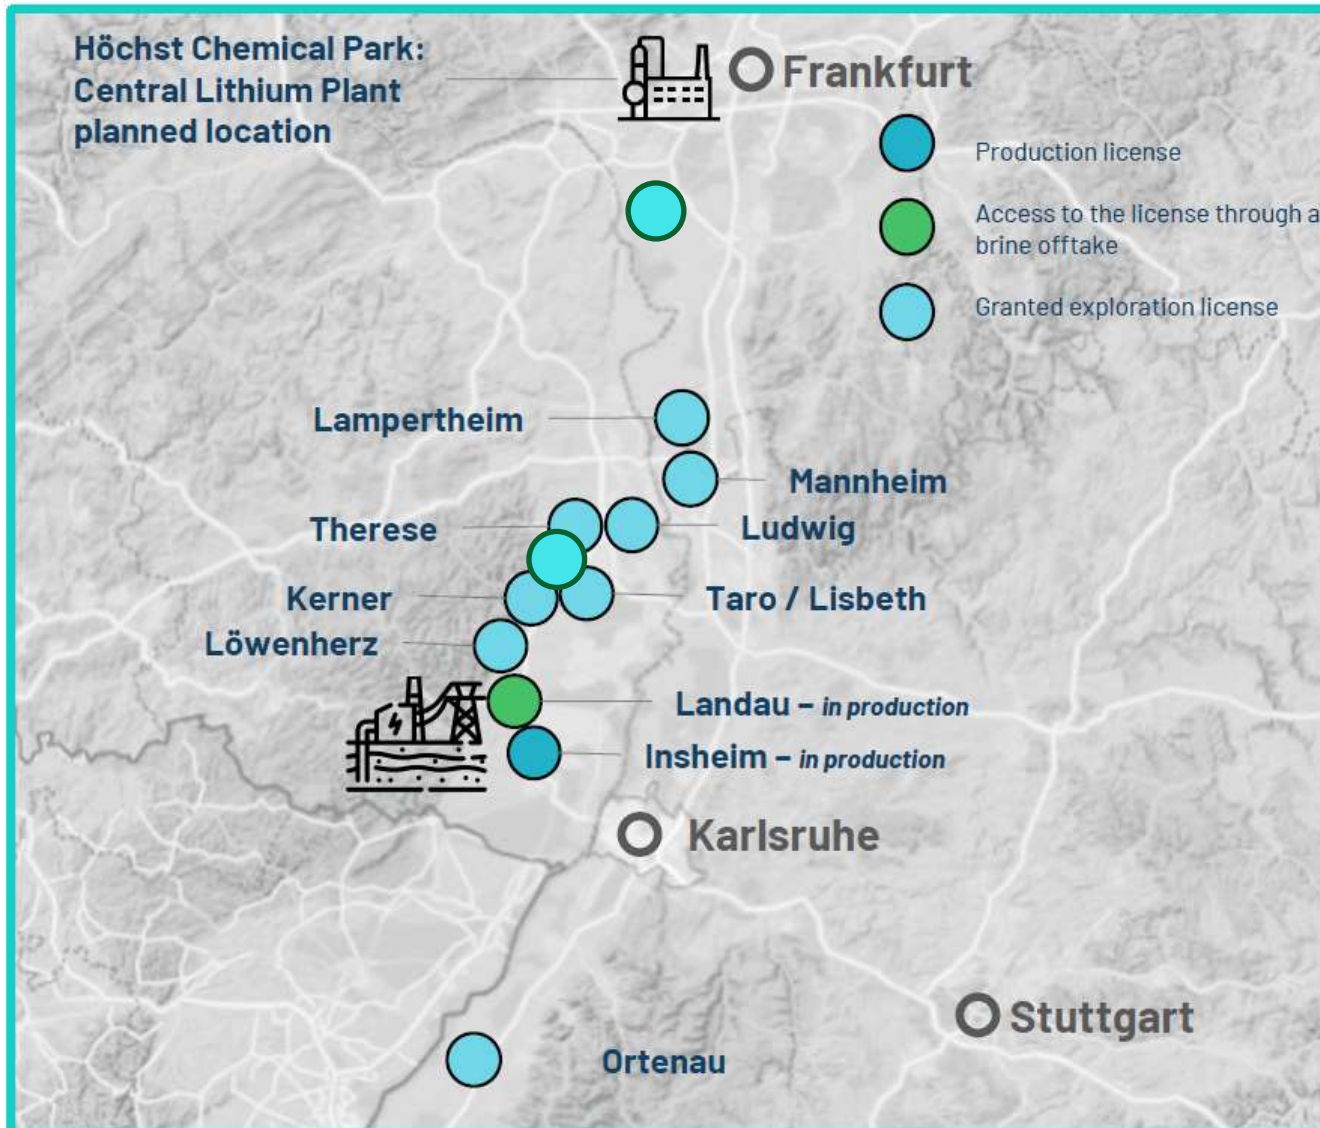 Höchst Chemical Park:
Central Lithium Plant
planned location
Frankfurt
Production license
Access to the license through a
brine offtake
Granted exploration license
Lampertheim
Mannheim
Therese
Ludwig
Kerner
Taro / Lisbeth
Löwenherz
Landau – in production
Insheim – in production
Karlsruhe
Stuttgart
Ortenau